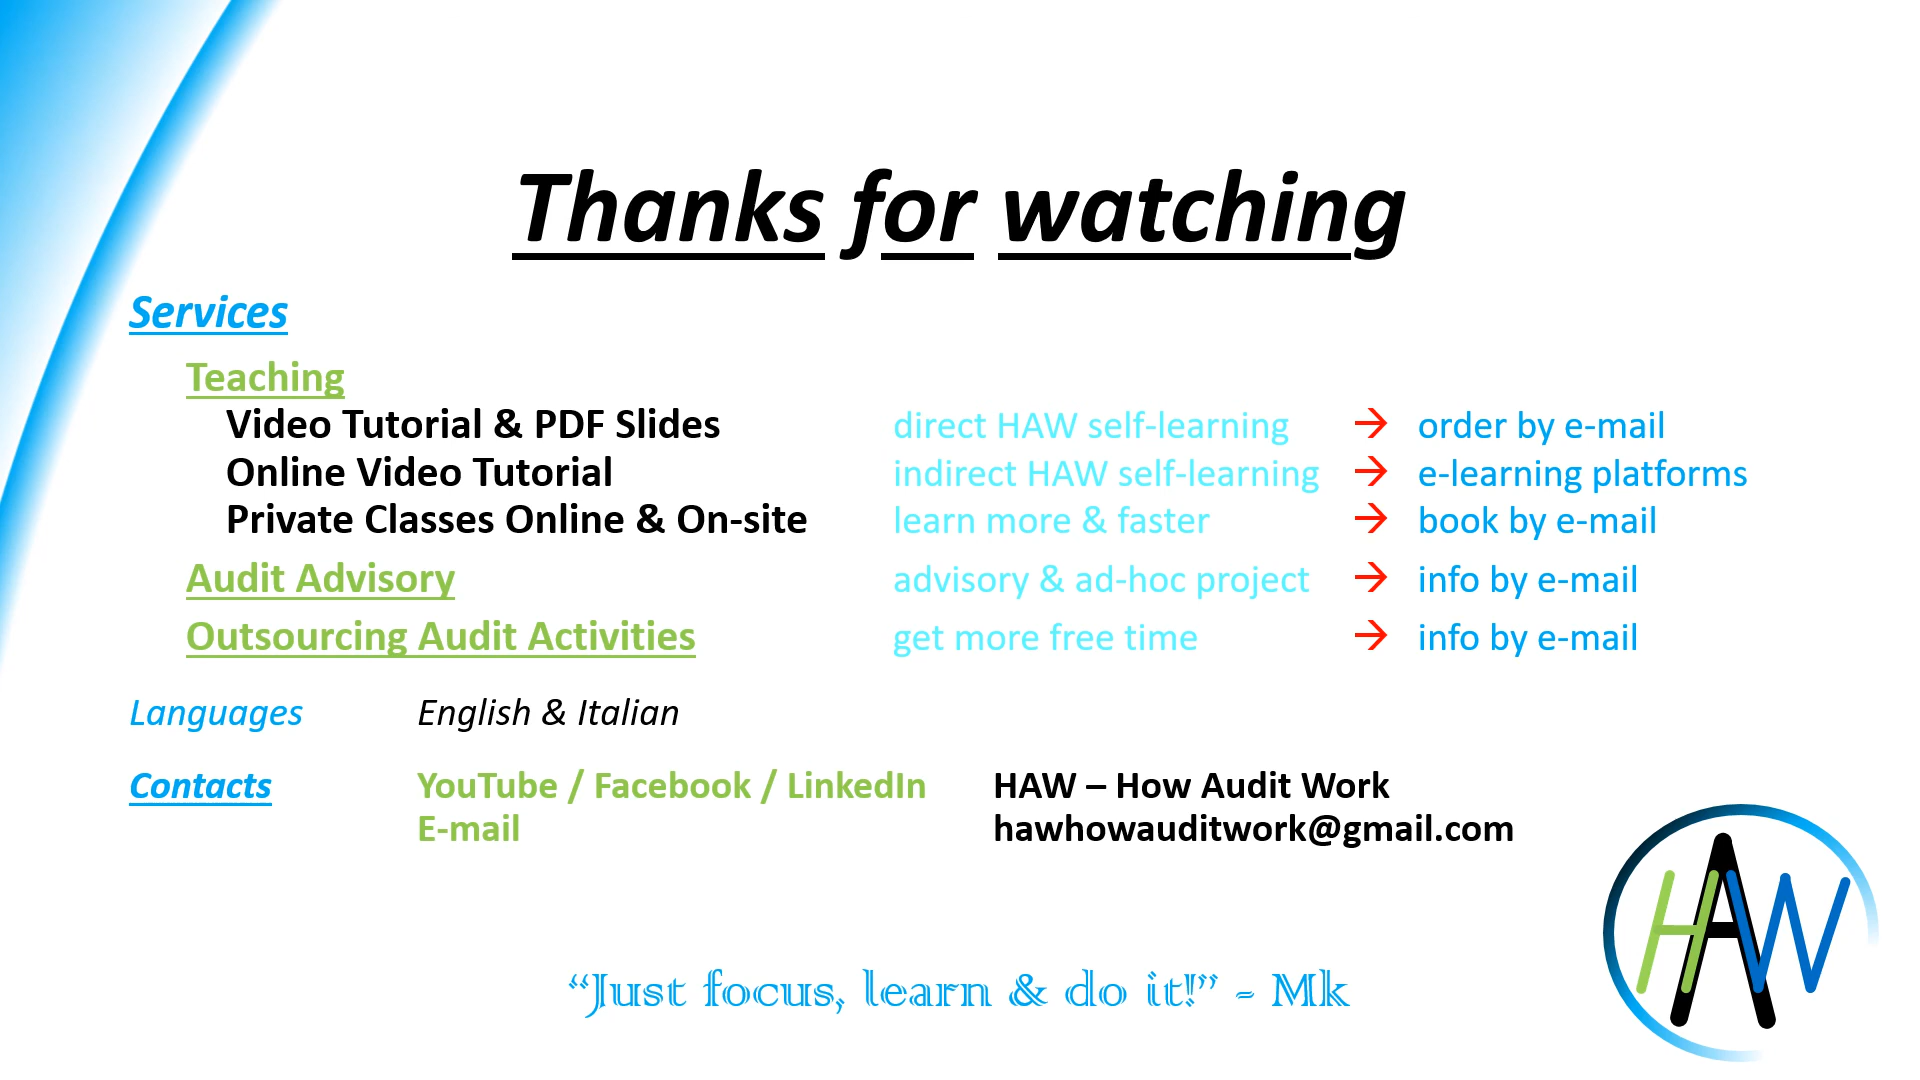 Thanks for watching
Services
Teaching
Video Tutorial & PDF Slides direct HAW self-learning → order by e-mail
Online Video Tutorial indirect HAW self-learning → e-learning platforms
Private Classes Online & On-site learn more & faster → book by e-mail
Audit Advisory advisory & ad-hoc project → info by e-mail
Outsourcing Audit Activities get more free time → info by e-mail
Languages English & Italian
Contacts YouTube / Facebook / LinkedIn HAW – How Audit Work
E-mail hawhowauditwork@gmail.com
HAW
“Just focus, learn & do it!” - Mk